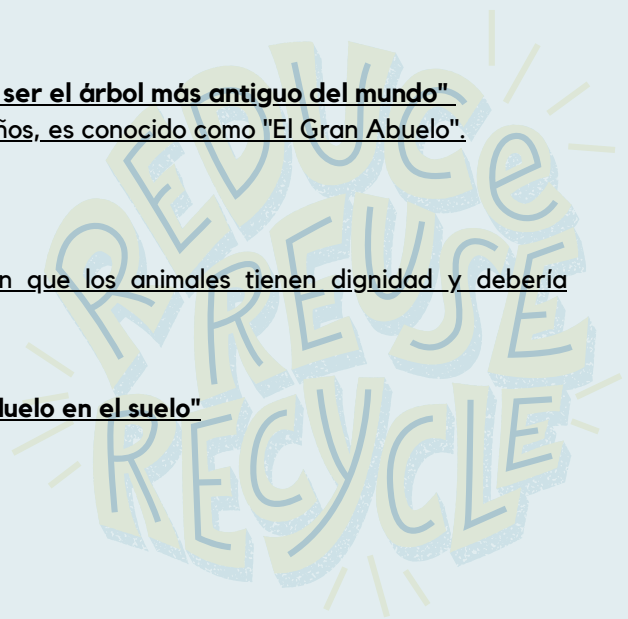 ser el árbol más antiguo del mundo"
ños, es conocido como "El Gran Abuelo".
n que los animales tienen dignidad y debería
duelo en el suelo"
REDUCe
REUSE
RECYCLE